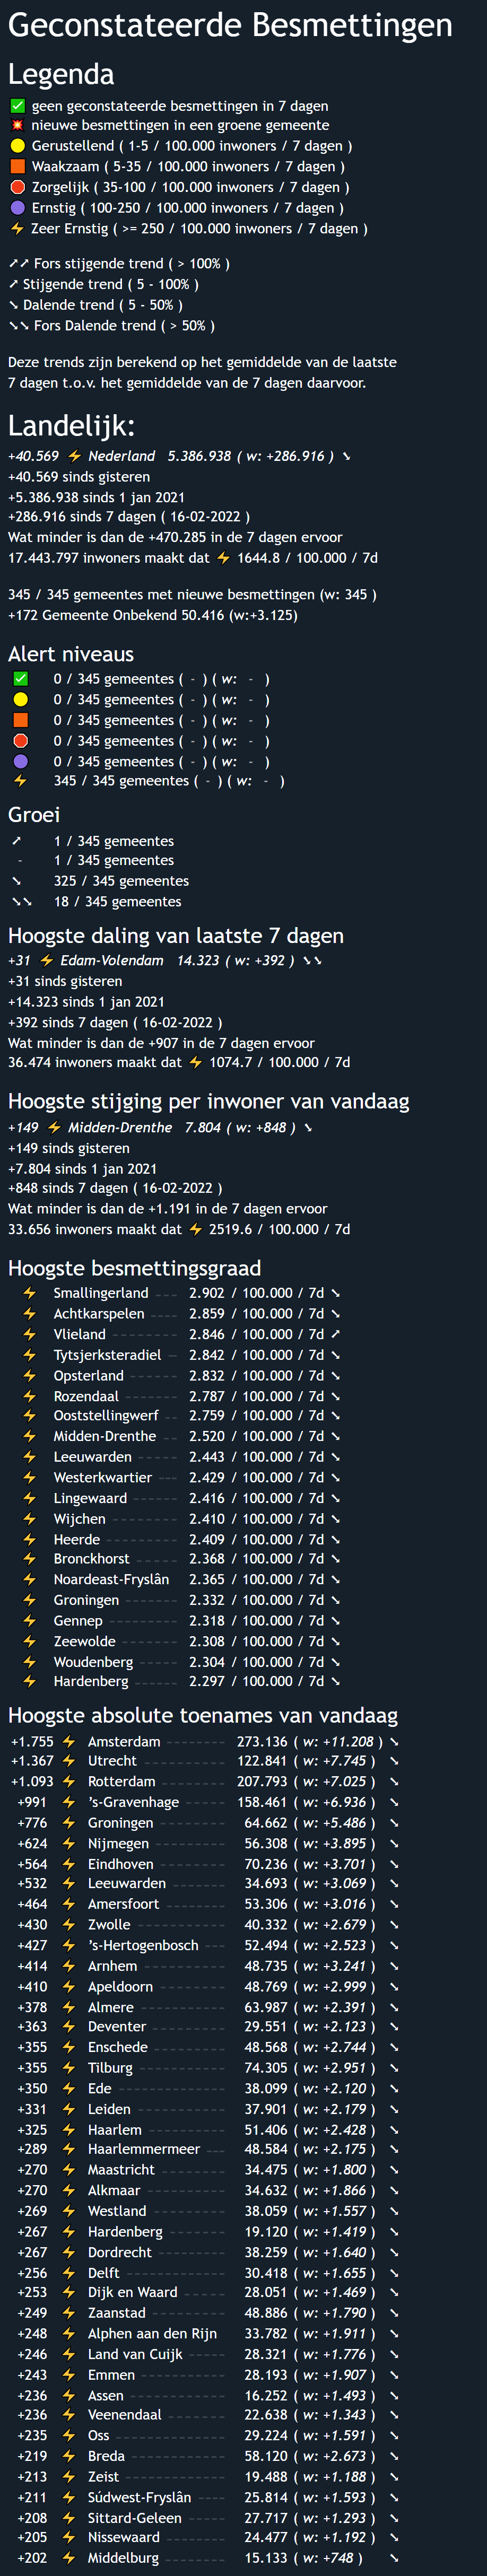 Geconstateerde Besmettingen
Legenda
✅ geen geconstateerde besmettingen in 7 dagen
💥 nieuwe besmettingen in een groene gemeente
🟡 Gerustellend ( 1-5 / 100.000 inwoners / 7 dagen )
🟧 Waakzaam ( 5-35 / 100.000 inwoners / 7 dagen )
🛑 Zorgelijk ( 35-100 / 100.000 inwoners / 7 dagen )
🟣 Ernstig ( 100-250 / 100.000 inwoners / 7 dagen )
⚡ Zeer Ernstig ( >= 250 / 100.000 inwoners / 7 dagen )
➚➚ Fors stijgende trend ( > 100% )
➚ Stijgende trend ( 5 - 100% )
➘ Dalende trend ( 5 - 50% )
➘➘ Fors Dalende trend ( > 50% )
Deze trends zijn berekend op het gemiddelde van de laatste
7 dagen t.o.v. het gemiddelde van de 7 dagen daarvoor.
Landelijk:
+40.569 ⚡ Nederland 5.386.938 ( w: +286.916 ) ➘
+40.569 sinds gisteren
+5.386.938 sinds 1 jan 2021
+286.916 sinds 7 dagen ( 16-02-2022 )
Wat minder is dan de +470.285 in de 7 dagen ervoor
17.443.797 inwoners maakt dat ⚡ 1644.8 / 100.000 / 7d
345 / 345 gemeentes met nieuwe besmettingen (w: 345 )
+172 Gemeente Onbekend 50.416 (w:+3.125)
Alert niveaus
✅ 0 / 345 gemeentes ( - ) ( w: - )
🟡 0 / 345 gemeentes ( - ) ( w: - )
🟧 0 / 345 gemeentes ( - ) ( w: - )
🛑 0 / 345 gemeentes ( - ) ( w: - )
🟣 0 / 345 gemeentes ( - ) ( w: - )
⚡ 345 / 345 gemeentes ( - ) ( w: - )
Groei
➚ 1 / 345 gemeentes
- 1 / 345 gemeentes
➘ 325 / 345 gemeentes
➘➘ 18 / 345 gemeentes
Hoogste daling van laatste 7 dagen
+31 ⚡ Edam-Volendam 14.323 ( w: +392 ) ➘➘
+31 sinds gisteren
+14.323 sinds 1 jan 2021
+392 sinds 7 dagen ( 16-02-2022 )
Wat minder is dan de +907 in de 7 dagen ervoor
36.474 inwoners maakt dat ⚡ 1074.7 / 100.000 / 7d
Hoogste stijging per inwoner van vandaag
+149 ⚡ Midden-Drenthe 7.804 ( w: +848 ) ➘
+149 sinds gisteren
+7.804 sinds 1 jan 2021
+848 sinds 7 dagen ( 16-02-2022 )
Wat minder is dan de +1.191 in de 7 dagen ervoor
33.656 inwoners maakt dat ⚡ 2519.6 / 100.000 / 7d
Hoogste besmettingsgraad
⚡ Smallingerland --- 2.902 / 100.000 / 7d ➘
⚡ Achtkarspelen ---- 2.859 / 100.000 / 7d ➘
⚡ Vlieland --------- 2.846 / 100.000 / 7d ➚
⚡ Tytsjerksteradiel -- 2.842 / 100.000 / 7d ➘
⚡ Opsterland ------- 2.832 / 100.000 / 7d ➘
⚡ Rozendaal -------- 2.787 / 100.000 / 7d ➘
⚡ Ooststellingwerf -- 2.759 / 100.000 / 7d ➘
⚡ Midden-Drenthe --- 2.520 / 100.000 / 7d ➘
⚡ Leeuwarden ------ 2.443 / 100.000 / 7d ➘
⚡ Westerkwartier --- 2.429 / 100.000 / 7d ➘
⚡ Lingewaard ------ 2.416 / 100.000 / 7d ➘
⚡ Wijchen --------- 2.410 / 100.000 / 7d ➘
⚡ Heerde ---------- 2.409 / 100.000 / 7d ➘
⚡ Bronckhorst ------ 2.368 / 100.000 / 7d ➘
⚡ Noardeast-Fryslân 2.365 / 100.000 / 7d ➘
⚡ Groningen ------- 2.332 / 100.000 / 7d ➘
⚡ Gennep ---------- 2.318 / 100.000 / 7d ➘
⚡ Zeewolde -------- 2.308 / 100.000 / 7d ➘
⚡ Woudenberg ----- 2.304 / 100.000 / 7d ➘
⚡ Hardenberg ------ 2.297 / 100.000 / 7d ➘
Hoogste absolute toenames van vandaag
+1.755 ⚡ Amsterdam -------- 273.136 ( w: +11.208 ) ➘
+1.367 ⚡ Utrecht ----------- 122.841 ( w: +7.745 ) ➘
+1.093 ⚡ Rotterdam --------- 207.793 ( w: +7.025 ) ➘
+991 ⚡ ’s-Gravenhage ------ 158.461 ( w: +6.936 ) ➘
+776 ⚡ Groningen --------- 64.662 ( w: +5.486 ) ➘
+624 ⚡ Nijmegen ---------- 56.308 ( w: +3.895 ) ➘
+564 ⚡ Eindhoven --------- 70.236 ( w: +3.701 ) ➘
+532 ⚡ Leeuwarden ------- 34.693 ( w: +3.069 ) ➘
+464 ⚡ Amersfoort -------- 53.306 ( w: +3.016 ) ➘
+430 ⚡ Zwolle ------------ 40.332 ( w: +2.679 ) ➘
+427 ⚡ ’s-Hertogenbosch --- 52.494 ( w: +2.523 ) ➘
+414 ⚡ Arnhem ----------- 48.735 ( w: +3.241 ) ➘
+410 ⚡ Apeldoorn --------- 48.769 ( w: +2.999 ) ➘
+378 ⚡ Almere ------------ 63.987 ( w: +2.391 ) ➘
+363 ⚡ Deventer ---------- 29.551 ( w: +2.123 ) ➘
+355 ⚡ Enschede ---------- 48.568 ( w: +2.744 ) ➘
+355 ⚡ Tilburg ------------ 74.305 ( w: +2.951 ) ➘
+350 ⚡ Ede --------------- 38.099 ( w: +2.120 ) ➘
+331 ⚡ Leiden ------------ 37.901 ( w: +2.179 ) ➘
+325 ⚡ Haarlem ----------- 51.406 ( w: +2.428 ) ➘
+289 ⚡ Haarlemmermeer --- 48.584 ( w: +2.175 ) ➘
+270 ⚡ Maastricht --------- 34.475 ( w: +1.800 ) ➘
+270 ⚡ Alkmaar ----------- 34.632 ( w: +1.866 ) ➘
+269 ⚡ Westland ---------- 38.059 ( w: +1.557 ) ➘
+267 ⚡ Hardenberg -------- 19.120 ( w: +1.419 ) ➘
+267 ⚡ Dordrecht --------- 38.259 ( w: +1.640 ) ➘
+256 ⚡ Delft -------------- 30.418 ( w: +1.655 ) ➘
+253 ⚡ Dijk en Waard ------ 28.051 ( w: +1.469 ) ➘
+249 ⚡ Zaanstad ---------- 48.886 ( w: +1.790 ) ➘
+248 ⚡ Alphen aan den Rijn 33.782 ( w: +1.911 ) ➘
+246 ⚡ Land van Cuijk ----- 28.321 ( w: +1.776 ) ➘
+243 ⚡ Emmen ------------ 28.193 ( w: +1.907 ) ➘
+236 ⚡ Assen ------------- 16.252 ( w: +1.493 ) ➘
+236 ⚡ Veenendaal -------- 22.638 ( w: +1.343 ) ➘
+235 ⚡ Oss --------------- 29.224 ( w: +1.591 ) ➘
+219 ⚡ Breda ------------- 58.120 ( w: +2.673 ) ➘
+213 ⚡ Zeist -------------- 19.488 ( w: +1.188 ) ➘
+211 ⚡ Súdwest-Fryslân ---- 25.814 ( w: +1.593 ) ➘
+208 ⚡ Sittard-Geleen ------ 27.717 ( w: +1.293 ) ➘
+205 ⚡ Nissewaard -------- 24.477 ( w: +1.192 ) ➘
+202 ⚡ Middelburg -------- 15.133 ( w: +748 ) ➘